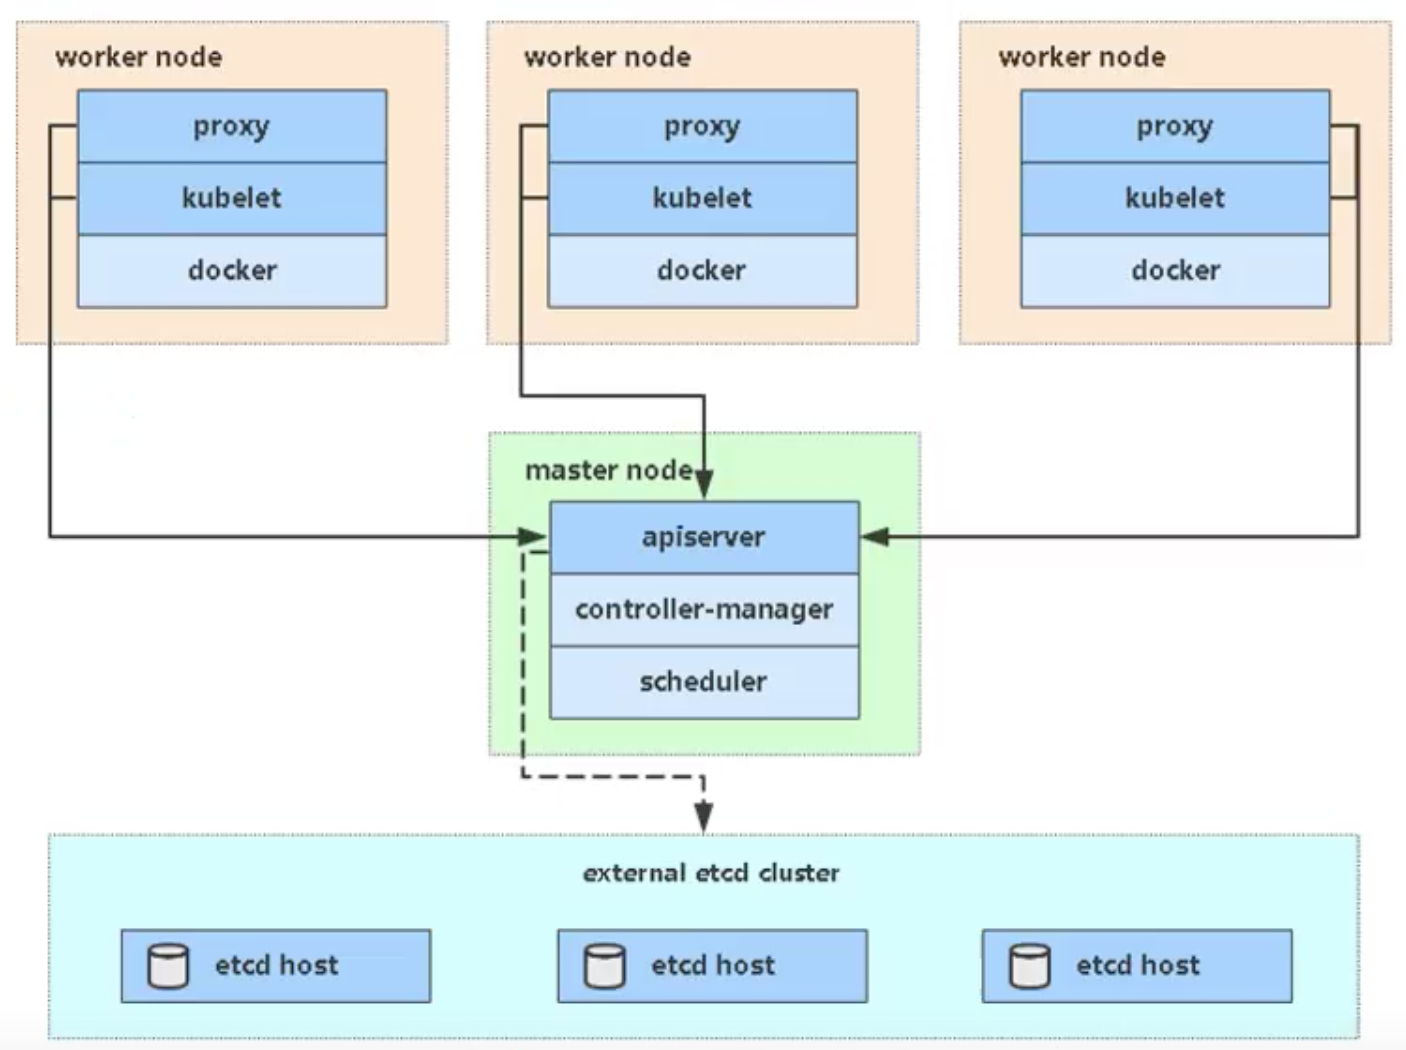 worker node
proxy
kubelet
docker
worker node
proxy
kubelet
docker
worker node
proxy
kubelet
docker
master node
apiserver
controller-manager
scheduler
external etcd cluster
etcd host
etcd host
etcd host